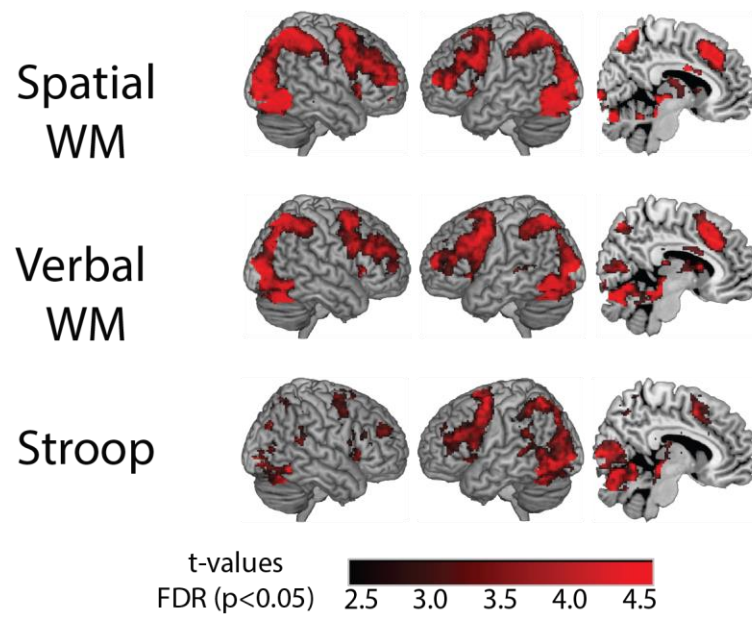 Spatial
WM
Verbal
WM
Stroop
t-values
FDR (p<0.05)
2.5 3.0 3.5 4.0 4.5